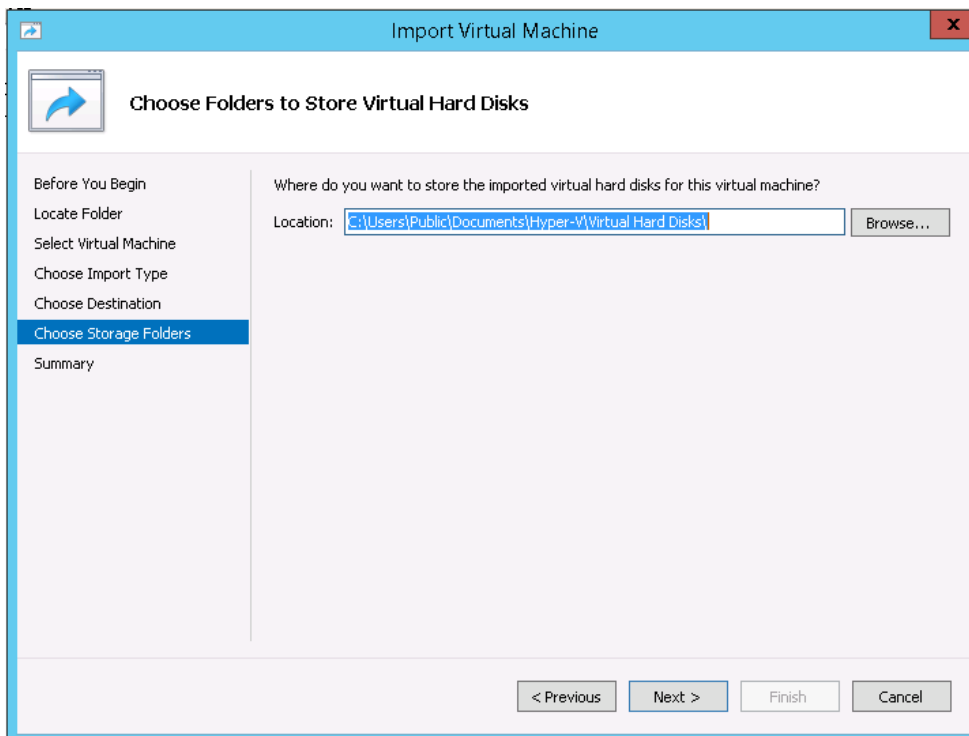 Import Virtual Machine
x
Choose Folders to Store Virtual Hard Disks
Before You Begin
Locate Folder
Select Virtual Machine
Choose Import Type
Choose Destination
Choose Storage Folders
Summary
Where do you want to store the imported virtual hard disks for this virtual machine?
Location: C:\Users\Public\Documents\Hyper-V\Virtual Hard Disks\ Browse...
< Previous Next > Finish Cancel